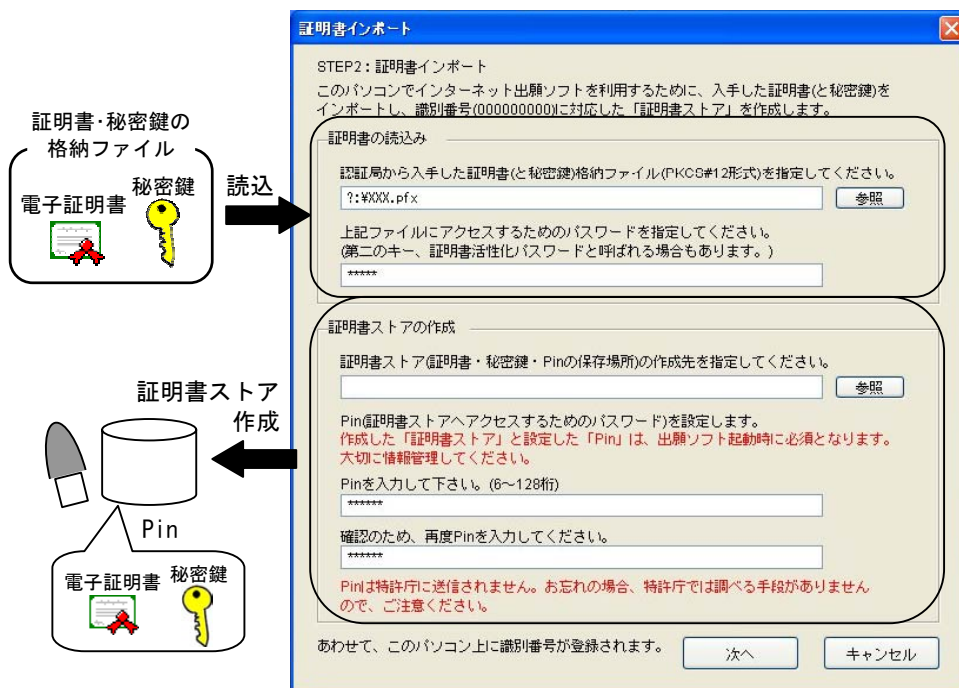 証明書インポート
STEP2：証明書インポート
このパソコンでインターネット出願ソフトを利用するために、入手した証明書(と秘密鍵)を
インポートし、識別番号(000000000)に対応した「証明書ストア」を作成します。
証明書・秘密鍵の
格納ファイル
電子証明書
秘密鍵
読込
証明書の読込み
認証局から入手した証明書(と秘密鍵)格納ファイル(PKCS#12形式)を指定してください。
?:¥XXX.pfx
参照
上記ファイルにアクセスするためのパスワードを指定してください。
(第二のキー、証明書活性化パスワードと呼ばれる場合もあります。)
*****
証明書ストアの作成
証明書ストア(証明書・秘密鍵・Pinの保存場所)の作成先を指定してください。
参照
Pin(証明書ストアへアクセスするためのパスワード)を設定します。
作成した「証明書ストア」と設定した「Pin」は、出願ソフト起動時に必須となります。
大切に情報管理してください。
Pinを入力して下さい。(6～128桁)
******
確認のため、再度Pinを入力してください。
******
Pinは特許庁に送信されません。お忘れの場合、特許庁では調べる手段がありません
ので、ご注意ください。
証明書ストア
作成
Pin
電子証明書
秘密鍵
あわせて、このパソコン上に識別番号が登録されます。
次へ
キャンセル